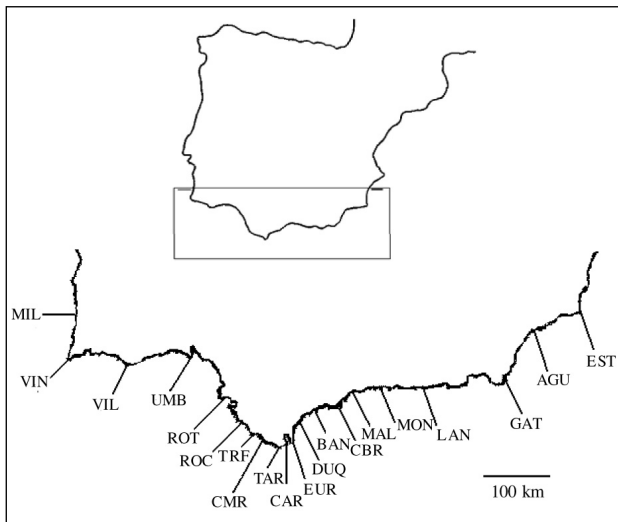 MIL
VIN
VIL
UMB
ROT
ROC
TRF
CMR
TAR
CAR
EUR
DUQ
BAN
CBR
MAL
MON
LAN
GAT
AGU
EST
100 km